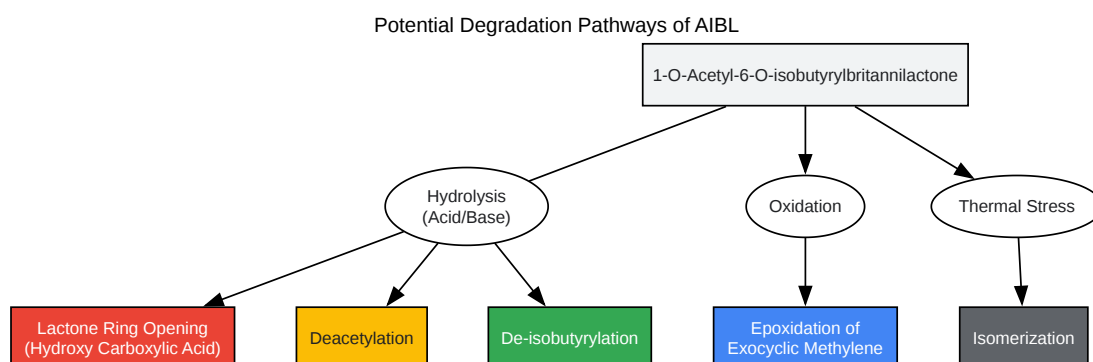 Potential Degradation Pathways of AIBL
1-O-Acetyl-6-O-isobutyrylbritannilactone
Hydrolysis
(Acid/Base)
Oxidation
Thermal Stress
Lactone Ring Opening
(Hydroxy Carboxylic Acid)
Deacetylation
De-isobutyrylation
Epoxidation of
Exocyclic Methylene
Isomerization